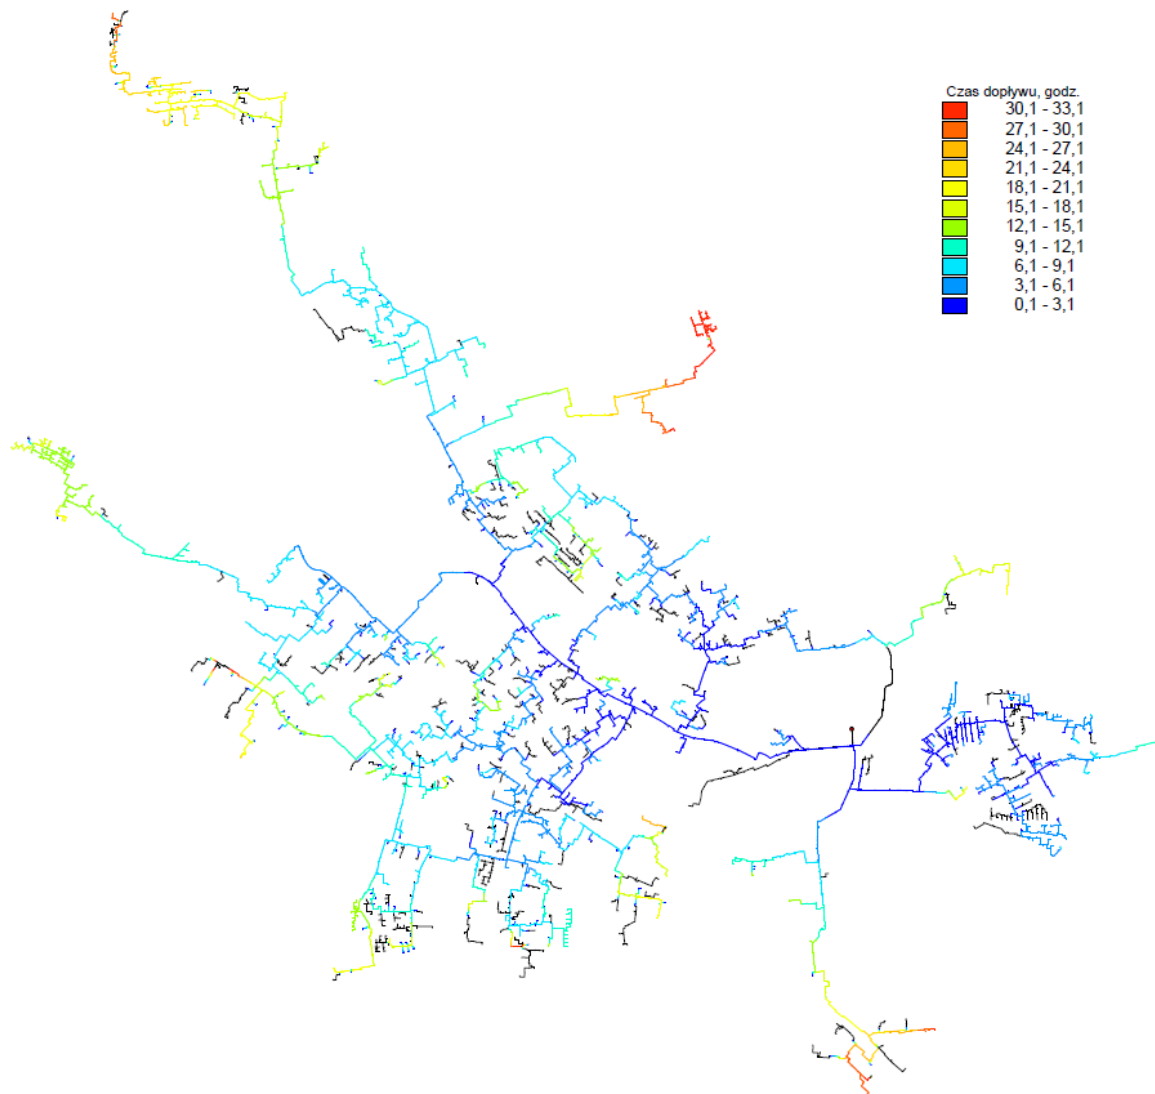 Czas dopływu, godz.
30,1 - 33,1
27,1 - 30,1
24,1 - 27,1
21,1 - 24,1
18,1 - 21,1
15,1 - 18,1
12,1 - 15,1
9,1 - 12,1
6,1 - 9,1
3,1 - 6,1
0,1 - 3,1